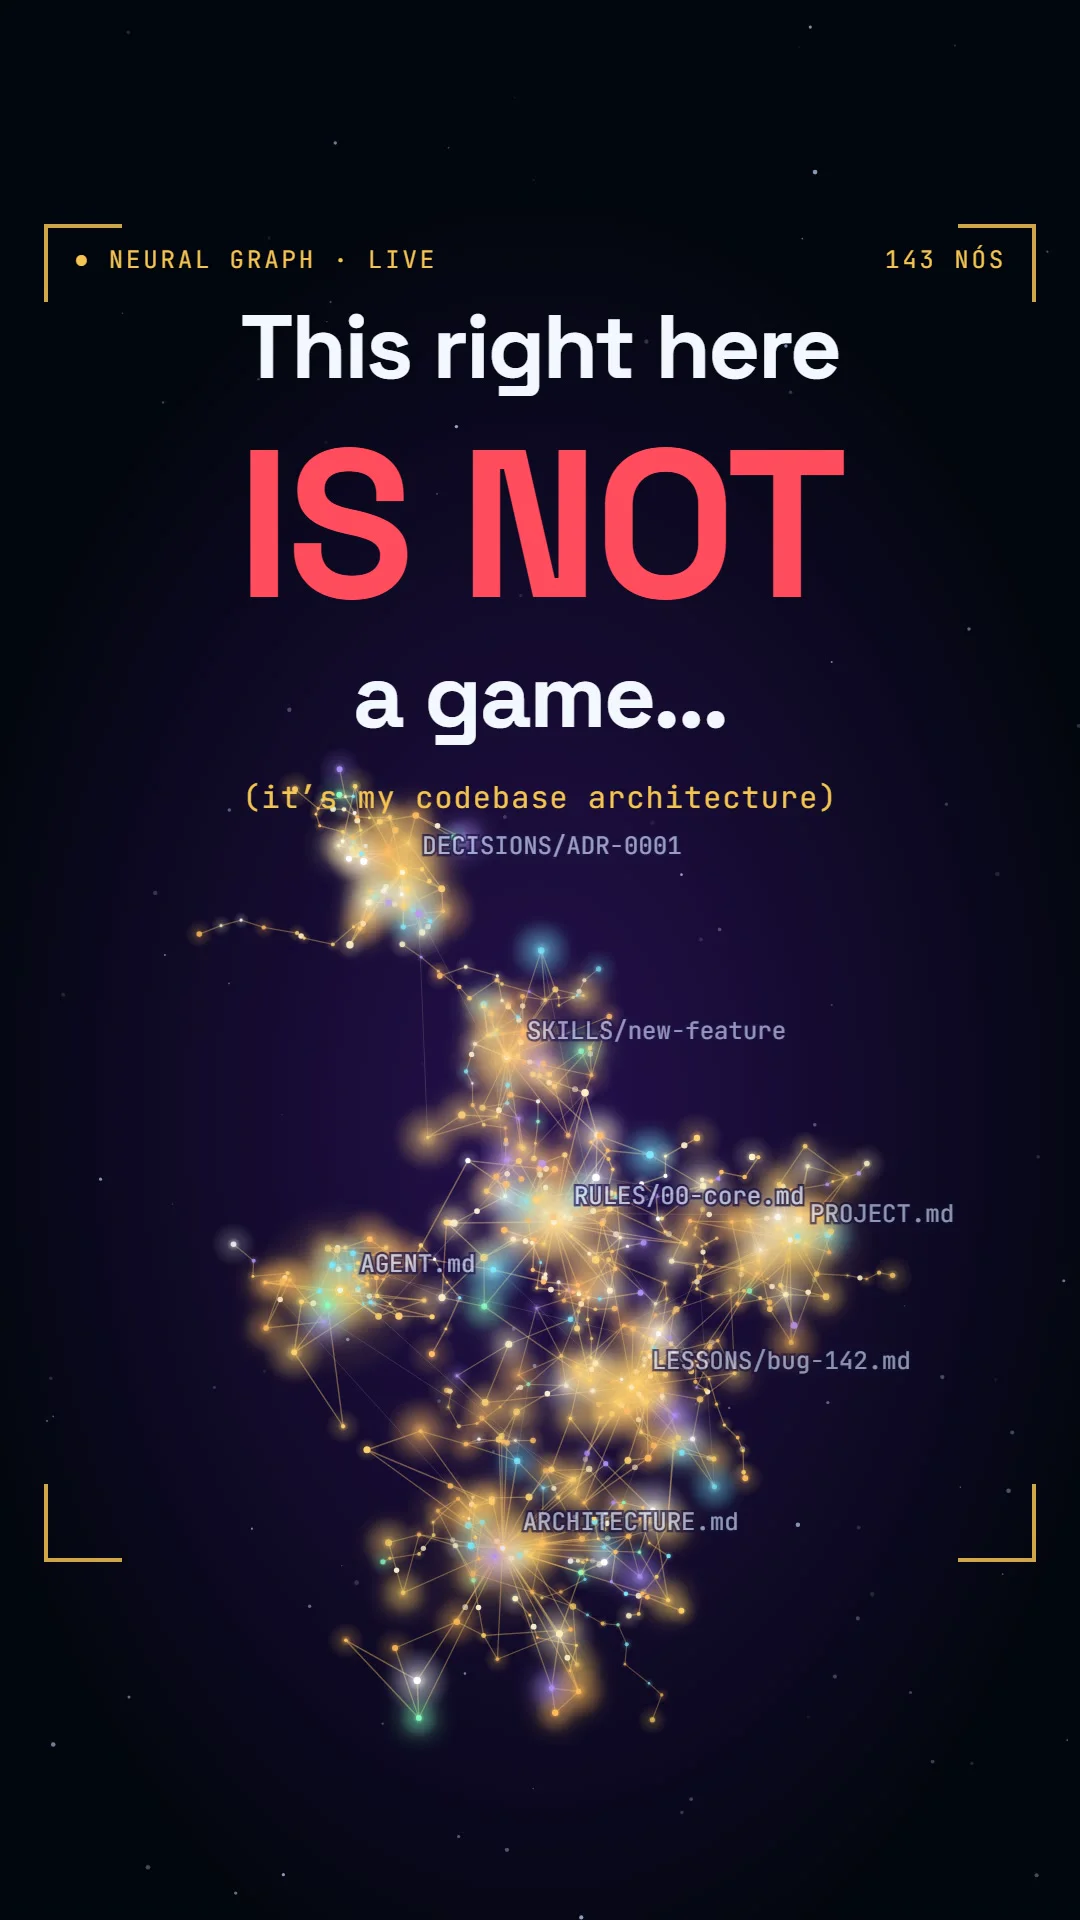 ● NEURAL GRAPH · LIVE
143 NÓS
This right here
IS NOT
a game...
(it's my codebase architecture)
DECISIONS/ADR-0001
SKILLS/new-feature
RULES/00-core.md
PROJECT.md
AGENT.md
LESSONS/bug-142.md
ARCHITECTURE.md